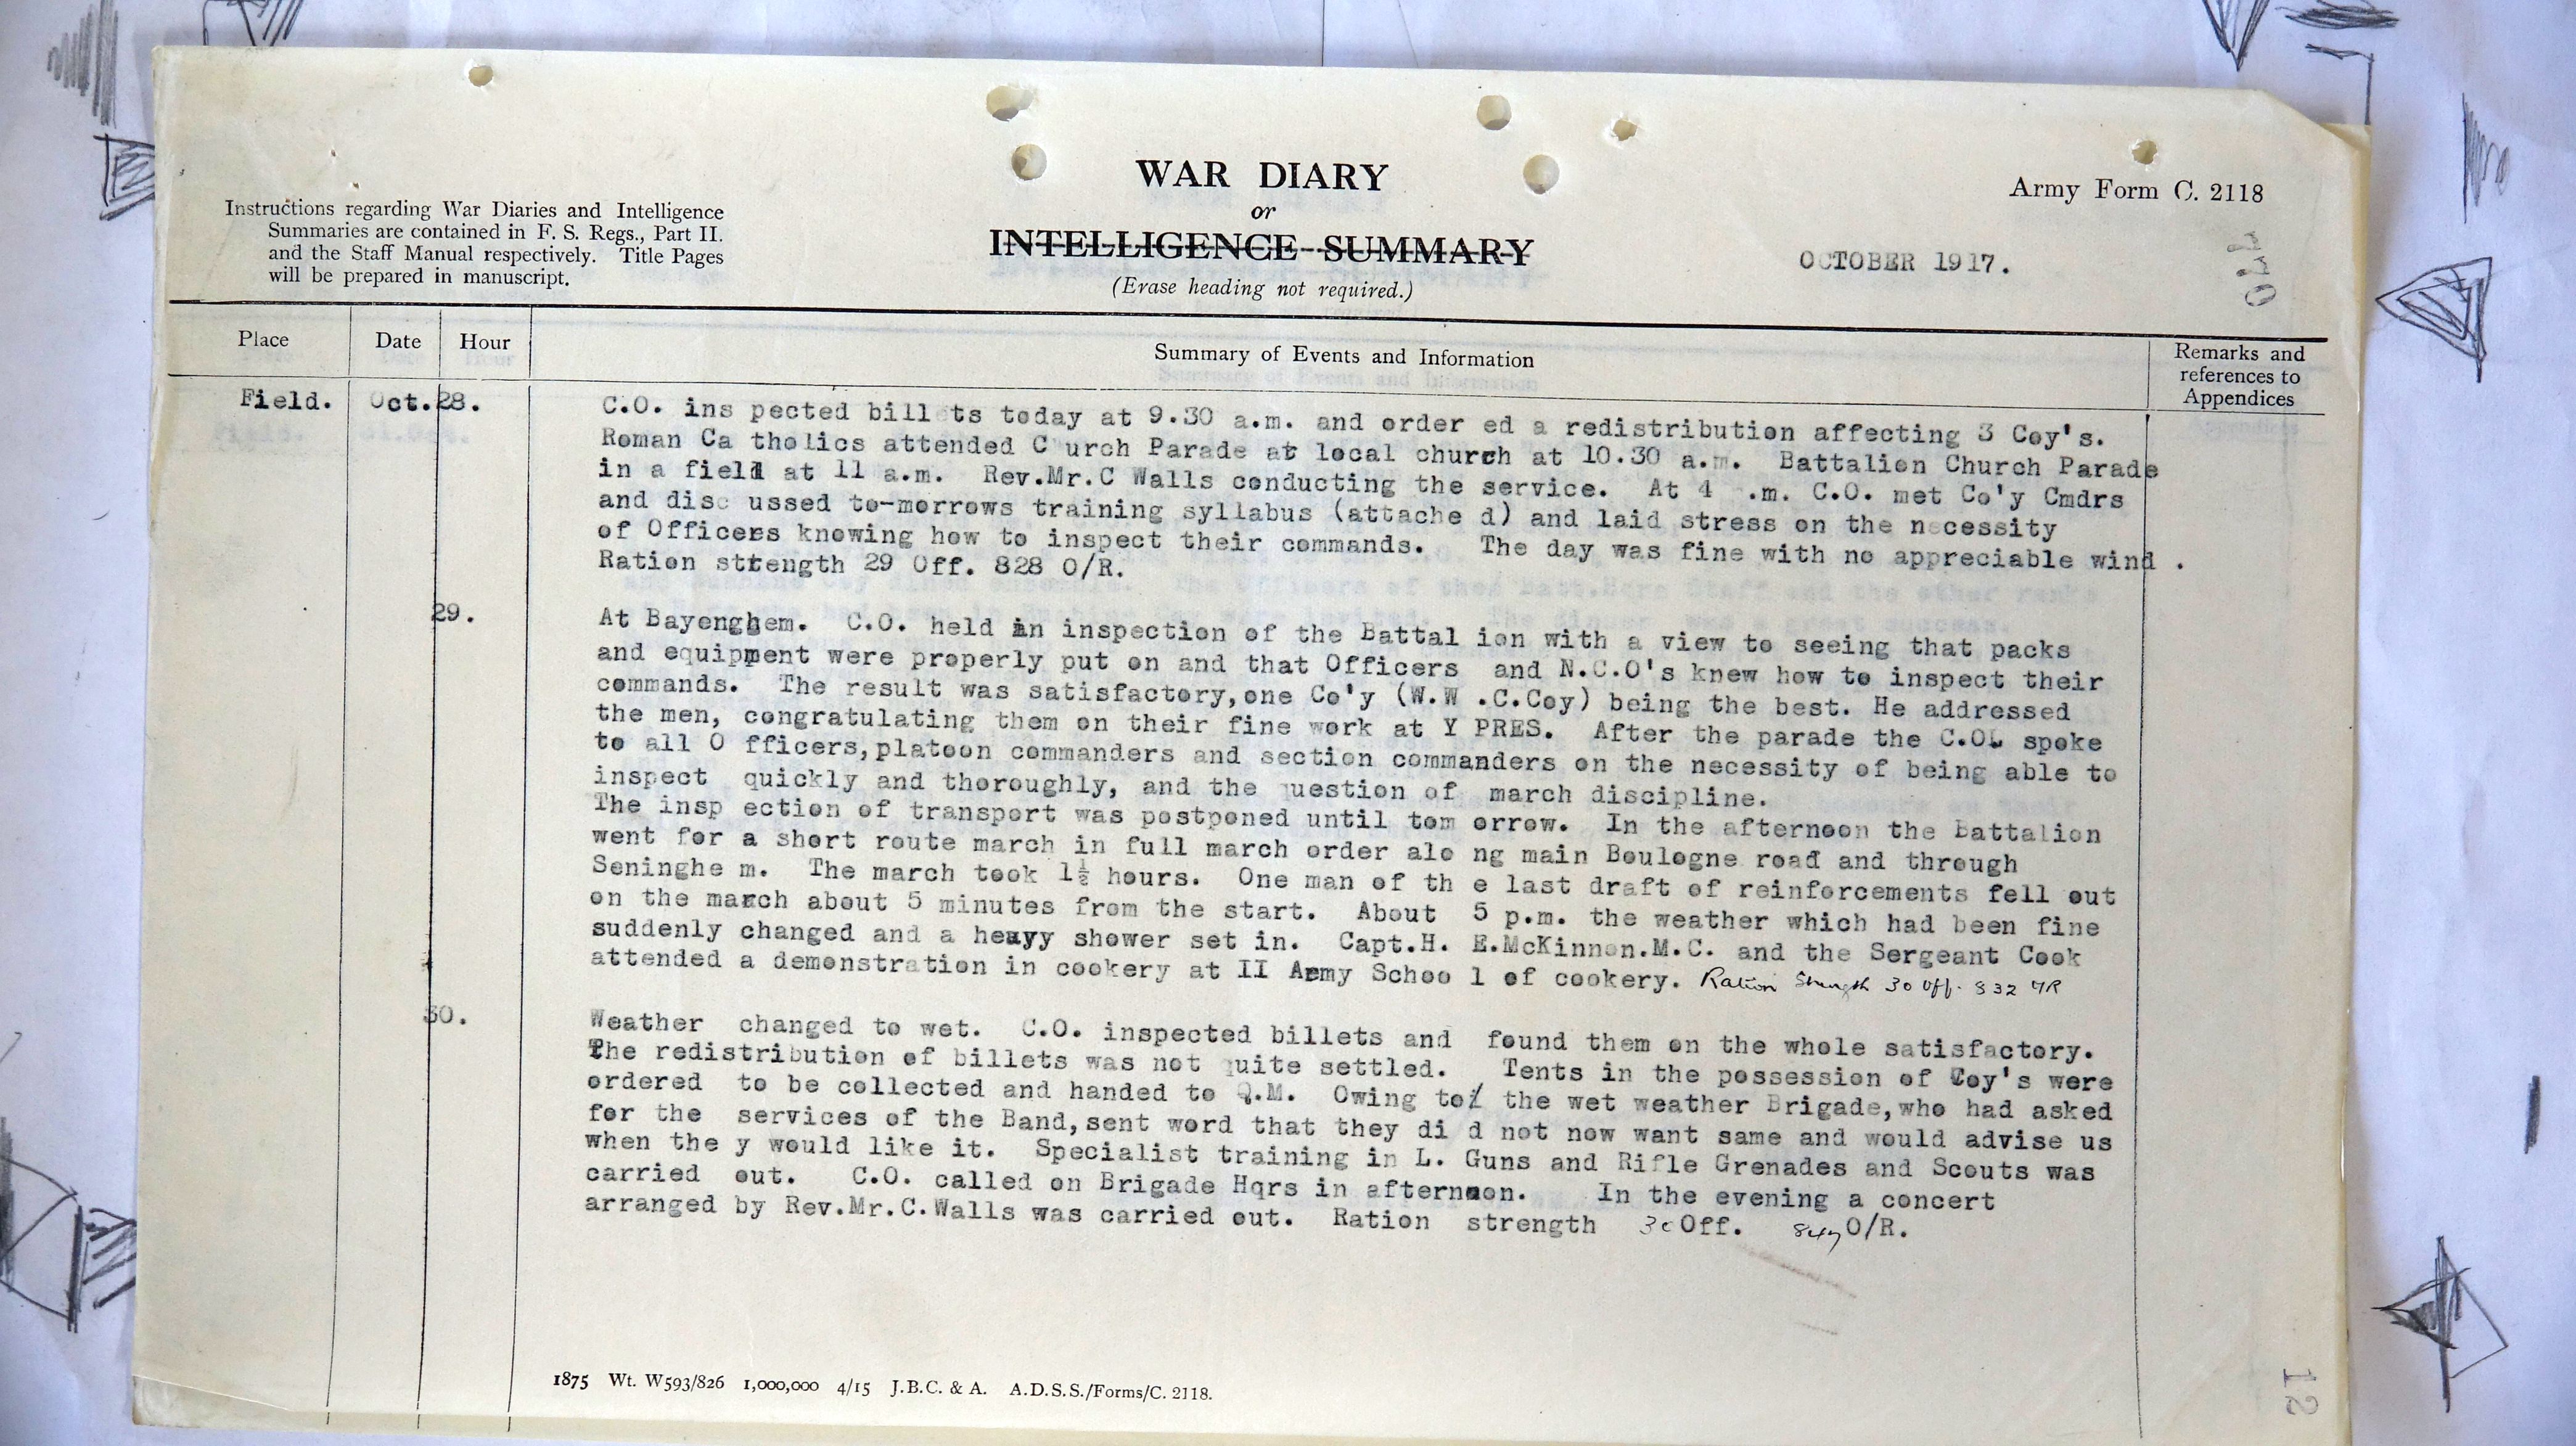 WAR DIARY
or
INTELLIGENCE SUMMARY
(Erase heading not required.)
Instructions regarding War Diaries and Intelligence
Summaries are contained in F. S. Regs., Part II.
and the Staff Manual respectively. Title Pages
will be prepared in manuscript.
Army Form C. 2118
OCTOBER 1917.
Place
Date
Hour
Summary of Events and Information
Remarks and
references to
Appendices
Field.
Oct.28.
C.O. ins pected bill ts today at 9.30 a.m. and order ed a redistribution affecting 3 Coy's.
Roman Ca tholics attended C urch Parade at local church at 10.30 a.m. Battalion Church Parade
in a field at 11 a.m. Rev.Mr.C Walls conducting the service. At 4 .m. C.O. met Co'y Cmdrs
and disc ussed to-morrows training syllabus (attache d) and laid stress on the necessity
of Officers knowing how to inspect their commands. The day was fine with no appreciable wind .
Ration strength 29 Off. 828 O/R.
29.
At Bayenghem. C.O. held an inspection of the Battal ion with a view to seeing that packs
and equipment were properly put on and that Officers and N.C.O's knew how to inspect their
commands. The result was satisfactory,one Co'y (W.W .C.Coy) being the best. He addressed
the men, congratulating them on their fine work at Y PRES. After the parade the C.O. spoke
to all O fficers,platoon commanders and section commanders on the necessity of being able to
inspect quickly and thoroughly, and the uestion of march discipline.
The insp ection of transport was postponed until tom orrow. In the afternoon the Battalion
went for a short route march in full march order alo ng main Boulogne road and through
Seninghe m. The march took 1½ hours. One man of th e last draft of reinforcements fell out
on the march about 5 minutes from the start. About 5 p.m. the weather which had been fine
suddenly changed and a heavy shower set in. Capt.H. E.McKinnon.M.C. and the Sergeant Cook
attended a demonstration in cookery at II Army Schoo l of cookery. Ration Strength 30 Off. 832 O/R
30.
Weather changed to wet. C.O. inspected billets and found them on the whole satisfactory.
The redistribution of billets was not quite settled. Tents in the possession of Coy's were
ordered to be collected and handed to Q.M. Owing to the wet weather Brigade,who had asked
for the services of the Band,sent word that they di d not now want same and would advise us
when the y would like it. Specialist training in L. Guns and Rifle Grenades and Scouts was
carried out. C.O. called on Brigade Hqrs in afternoon. In the evening a concert
arranged by Rev.Mr.C.Walls was carried out. Ration strength 30 Off. O/R.
1875 Wt. W593/826 1,000,000 4/15 J.B.C. & A. A.D.S.S./Forms/C. 2118.
12